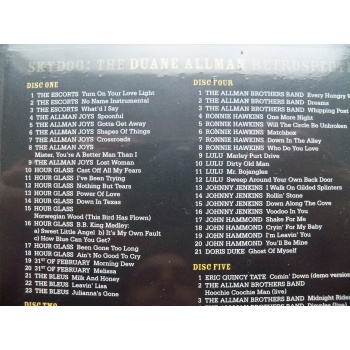 SKYDOG: THE DUANE ALLMAN RETROSPECTIVE
DISC ONE
1 THE ESCORTS Turn On Your Love Light
2 THE ESCORTS No Name Instrumental
3 THE ESCORTS What'd I Say
4 THE ALLMAN JOYS Spoonful
5 THE ALLMAN JOYS Gotta Get Away
6 THE ALLMAN JOYS Shapes Of Things
7 THE ALLMAN JOYS Crossroads
8 THE ALLMAN JOYS
Mister, You're A Better Man Than I
9 THE ALLMAN JOYS Lost Woman
10 HOUR GLASS Cast Off All My Fears
11 HOUR GLASS I've Been Trying
12 HOUR GLASS Nothing But Tears
13 HOUR GLASS Power Of Love
14 HOUR GLASS Down In Texas
15 HOUR GLASS
Norwegian Wood (This Bird Has Flown)
16 HOUR GLASS B.B. King Medley:
a) Sweet Little Angel b) It's My Own Fault
c) How Blue Can You Get?
17 HOUR GLASS Been Gone Too Long
18 HOUR GLASS Ain't No Good To Cry
19 31ST OF FEBRUARY Morning Dew
20 31ST OF FEBRUARY Melissa
21 THE BLEUS Milk And Honey
22 THE BLEUS Leavin' Lisa
23 THE BLEUS Julianna's Gone
DISC TWO
DISC FOUR
1 THE ALLMAN BROTHERS BAND Every Hungry W
2 THE ALLMAN BROTHERS BAND Dreams
3 THE ALLMAN BROTHERS BAND Whipping Post
4 RONNIE HAWKINS One More Night
5 RONNIE HAWKINS Will The Circle Be Unbroken
6 RONNIE HAWKINS Matchbox
7 RONNIE HAWKINS Down In The Alley
8 RONNIE HAWKINS Who Do You Love
9 LULU Marley Purt Drive
10 LULU Dirty Old Man
11 LULU Mr. Bojangles
12 LULU Sweep Around Your Own Back Door
13 JOHNNY JENKINS I Walk On Gilded Splinters
14 JOHNNY JENKINS Rollin' Stone
15 JOHNNY JENKINS Down Along The Cove
16 JOHNNY JENKINS Voodoo In You
17 JOHN HAMMOND Shake For Me
18 JOHN HAMMOND Cryin' For My Baby
19 JOHN HAMMOND I'm Leavin' You
20 JOHN HAMMOND You'll Be Mine
21 DORIS DUKE Ghost Of Myself
DISC FIVE
1 ERIC QUINCY TATE Comin' Down (demo version
2 THE ALLMAN BROTHERS BAND
Hoochie Coochie Man (live)
3 THE ALLMAN BROTHERS BAND Midnight Rider